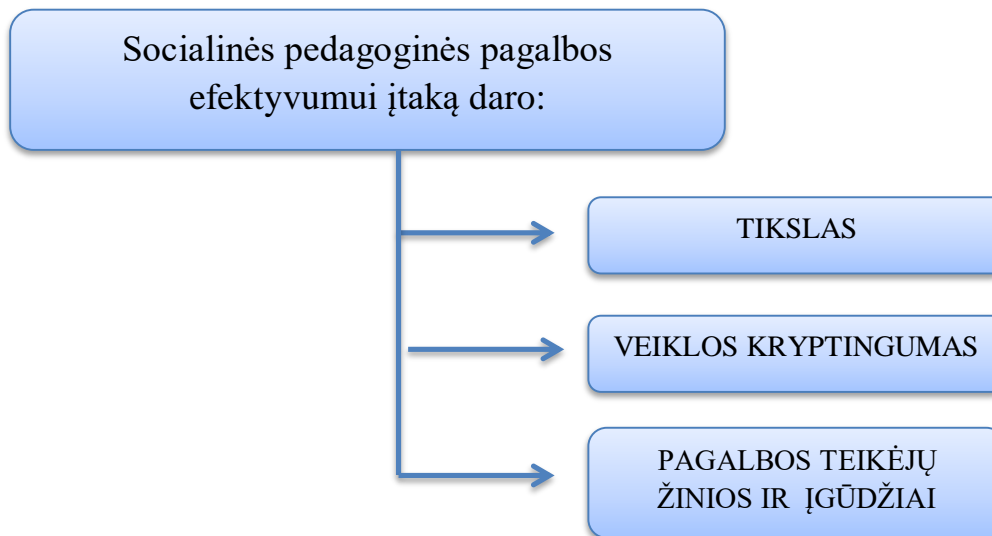 Socialinės pedagoginės pagalbos
efektyvumui įtaką daro:
TIKSLAS
VEIKLOS KRYPTINGUMAS
PAGALBOS TEIKĖJŲ
ŽINIOS IR ĮGŪDŽIAI